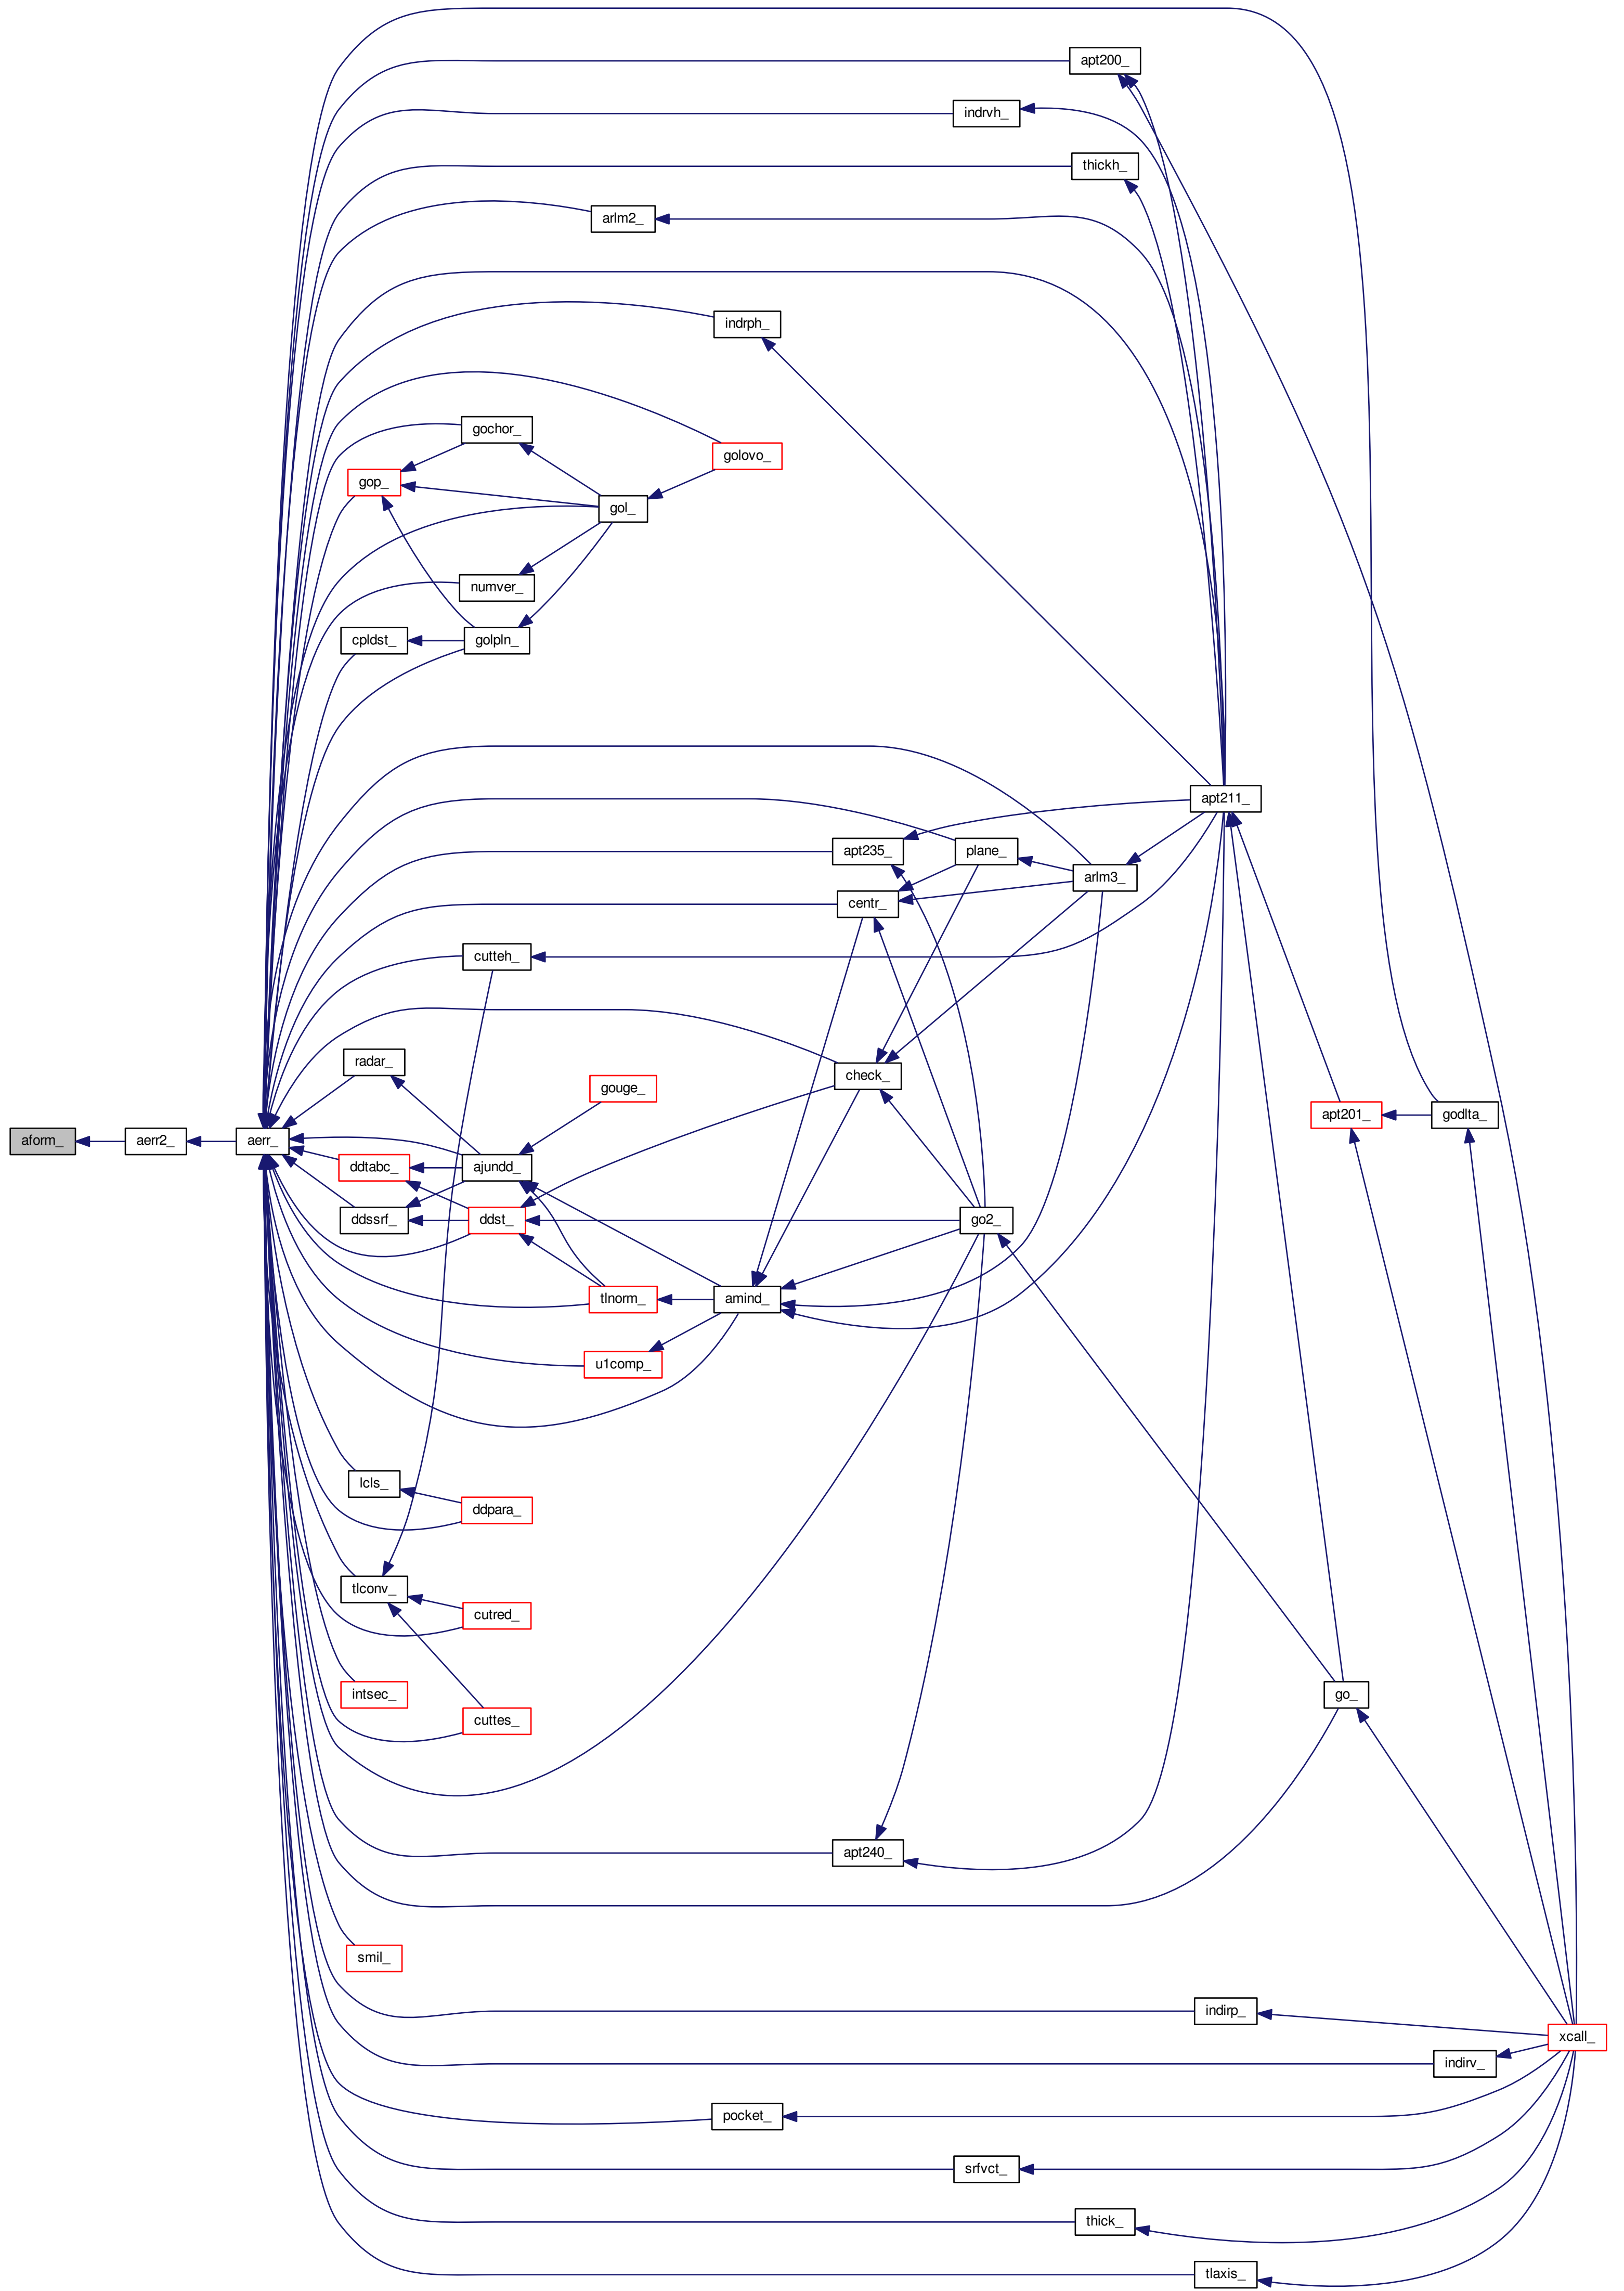 apt200_
indrvh_
thickh_
arlm2_
indrph_
gochor_
golovo_
gop_
gol_
numver_
cpldst_
golpln_
apt211_
apt235_
plane_
arlm3_
centr_
cutteh_
radar_
check_
gouge_
apt201_
godlta_
aform_
aerr2_
aerr_
ddtabc_
ajundd_
ddssrf_
ddst_
go2_
tlnorm_
amind_
u1comp_
lcls_
ddpara_
tlconv_
cutred_
intsec_
go_
cuttes_
apt240_
smil_
indirp_
xcall_
indirv_
pocket_
srfvct_
thick_
tlaxis_